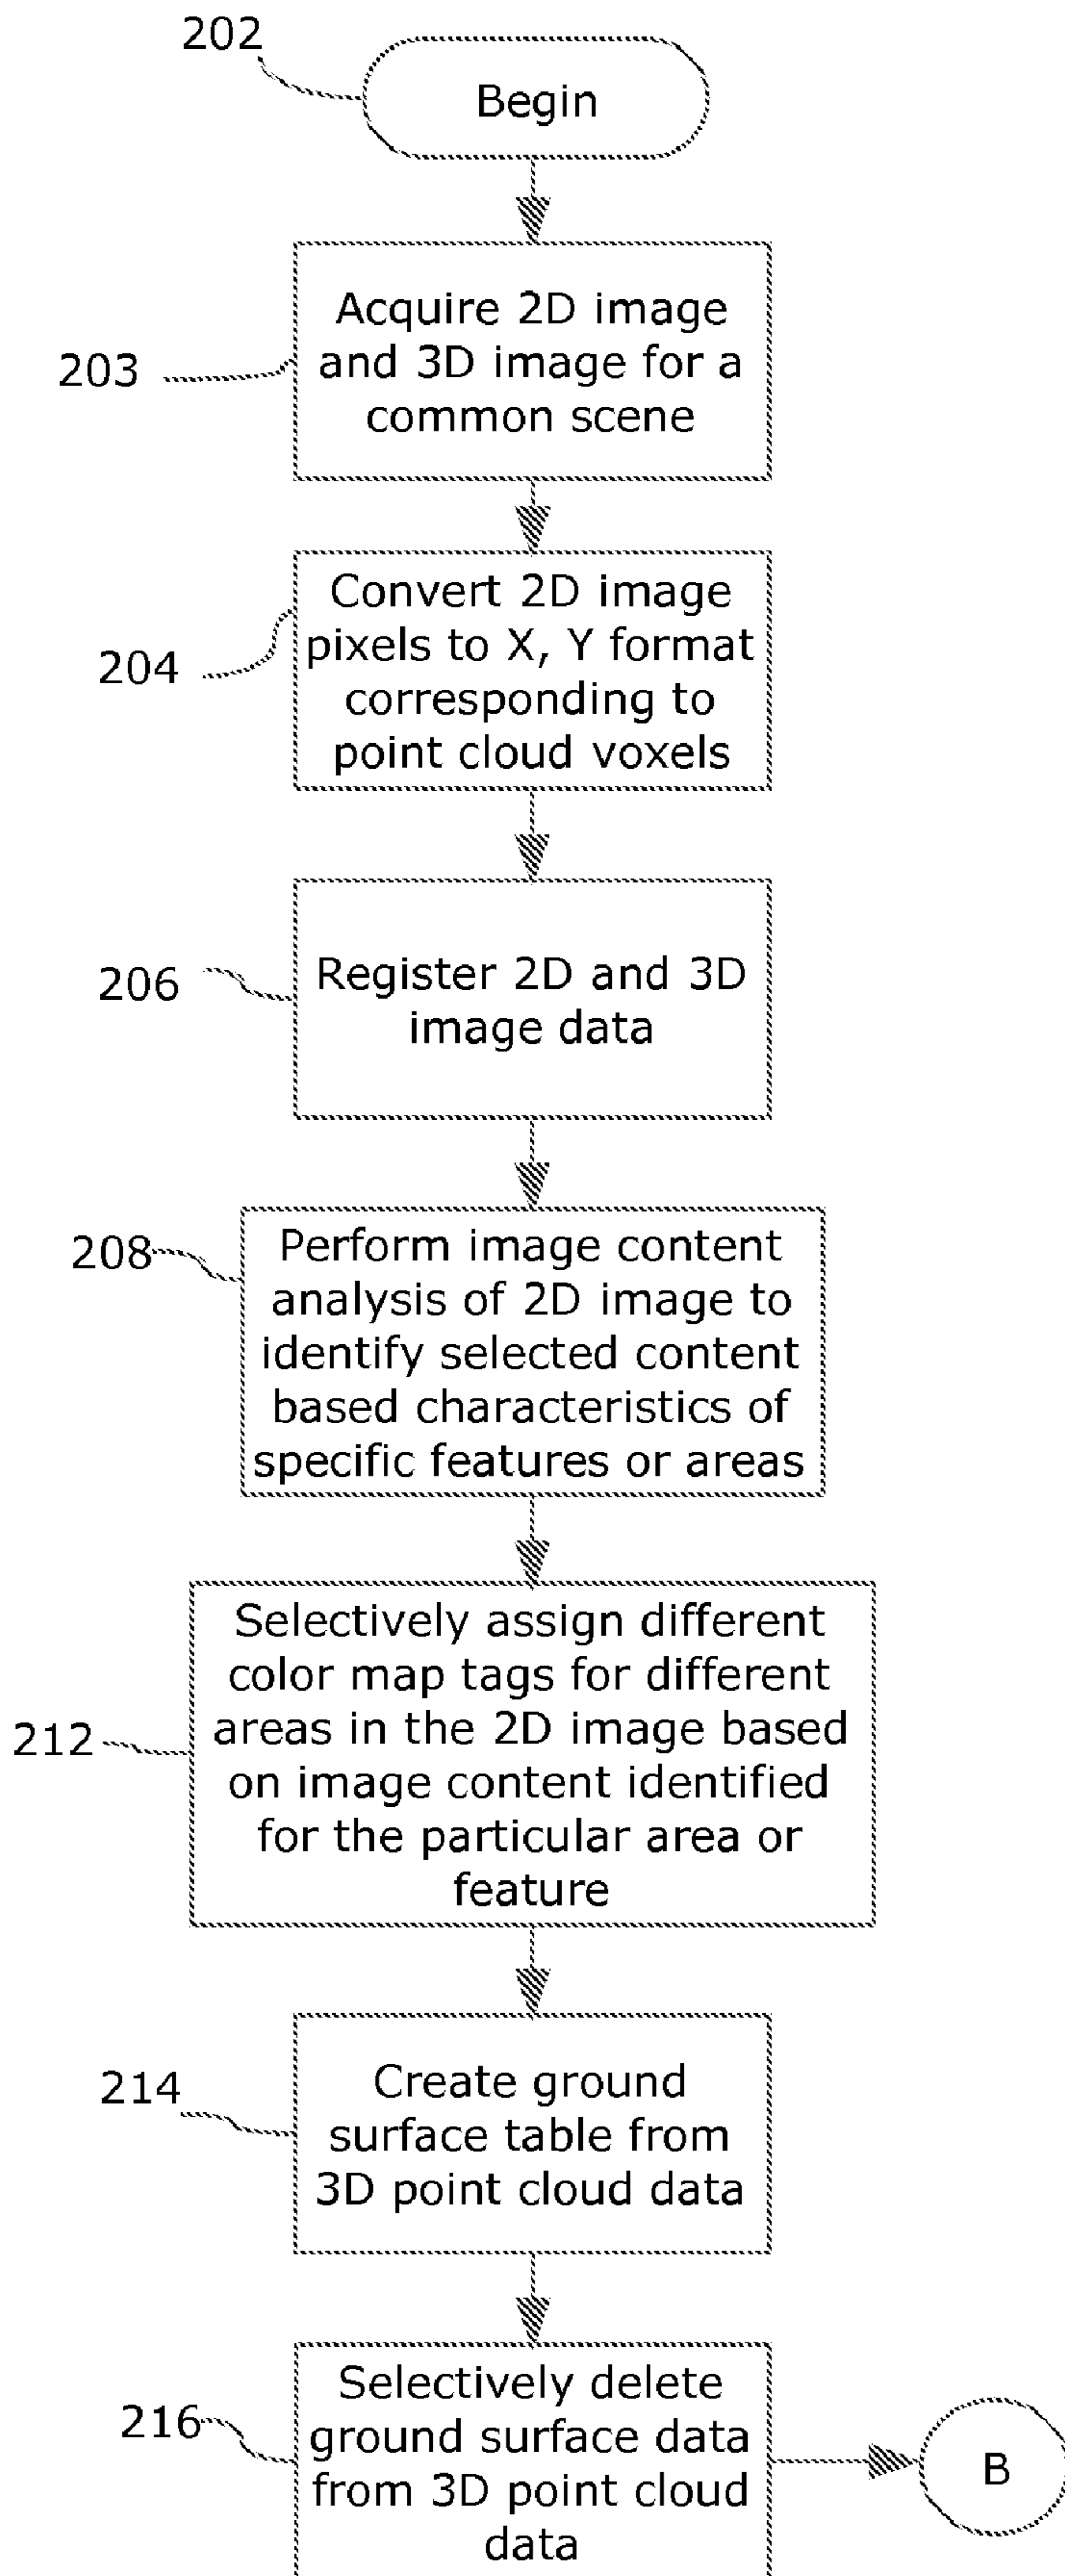 202
Begin
203
Acquire 2D image
and 3D image for a
common scene
204
Convert 2D image
pixels to X, Y format
corresponding to
point cloud voxels
206
Register 2D and 3D
image data
208
Perform image content
analysis of 2D image to
identify selected content
based characteristics of
specific features or areas
212
Selectively assign different
color map tags for different
areas in the 2D image based
on image content identified
for the particular area or
feature
214
Create ground
surface table from
3D point cloud data
216
Selectively delete
ground surface data
from 3D point cloud
data
B